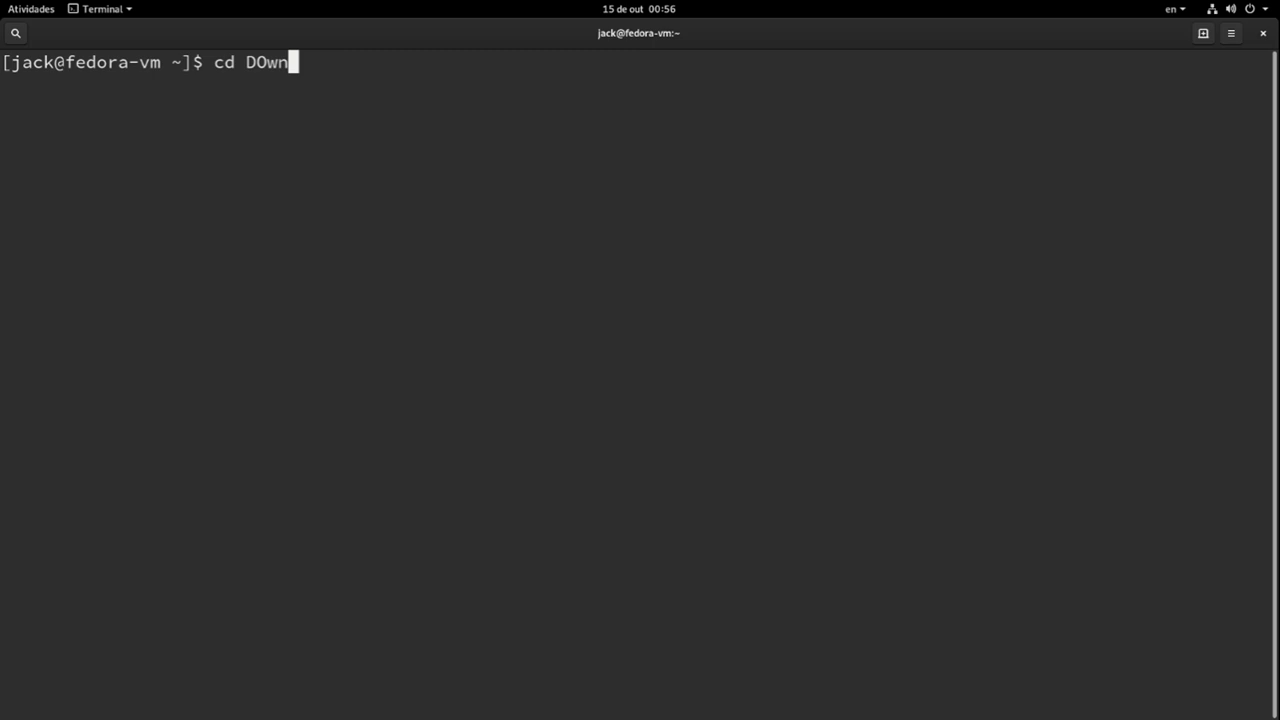 Atividades Terminal 15 de out 00:56 en
jack@fedora-vm:~
[jack@fedora-vm ~]$ cd DOwn